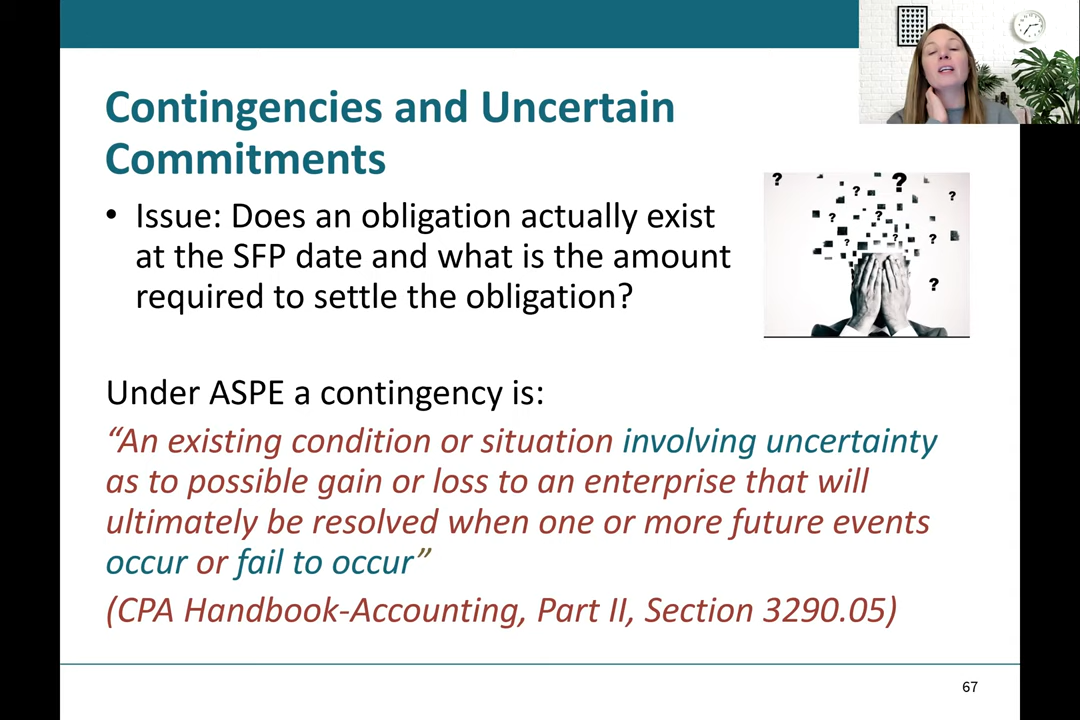 Contingencies and Uncertain
Commitments
• Issue: Does an obligation actually exist
at the SFP date and what is the amount
required to settle the obligation?
? ? ? ? ? ? ? ? ? ? ?
Under ASPE a contingency is:
“An existing condition or situation involving uncertainty
as to possible gain or loss to an enterprise that will
ultimately be resolved when one or more future events
occur or fail to occur”
(CPA Handbook-Accounting, Part II, Section 3290.05)
67